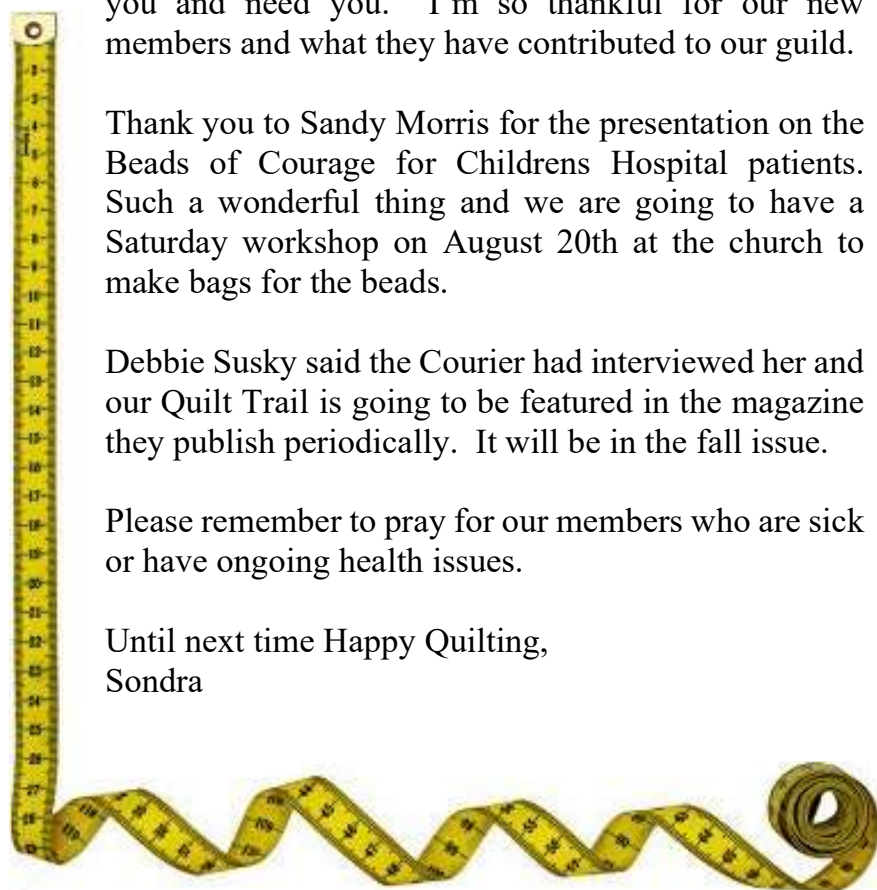 you and need you. I'm so thankful for our new
members and what they have contributed to our guild.
Thank you to Sandy Morris for the presentation on the
Beads of Courage for Childrens Hospital patients.
Such a wonderful thing and we are going to have a
Saturday workshop on August 20th at the church to
make bags for the beads.
Debbie Susky said the Courier had interviewed her and
our Quilt Trail is going to be featured in the magazine
they publish periodically. It will be in the fall issue.
Please remember to pray for our members who are sick
or have ongoing health issues.
Until next time Happy Quilting,
Sondra